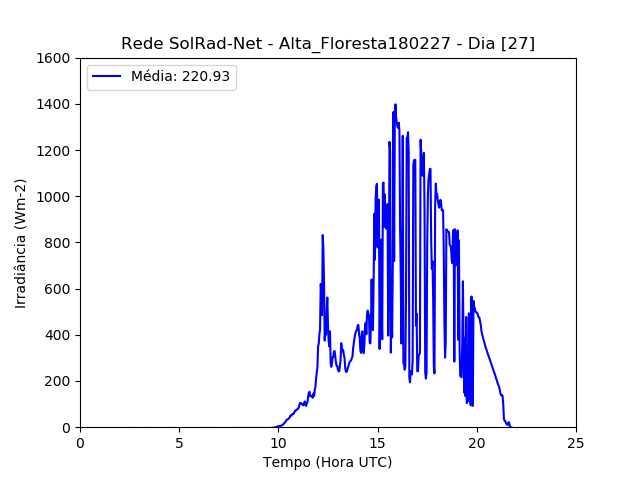 Rede SolRad-Net - Alta_Floresta180227 - Dia [27]
Média: 220.93
1600
1400
1200
1000
800
600
400
200
0
Irradiância (Wm-2)
0 5 10 15 20 25
Tempo (Hora UTC)